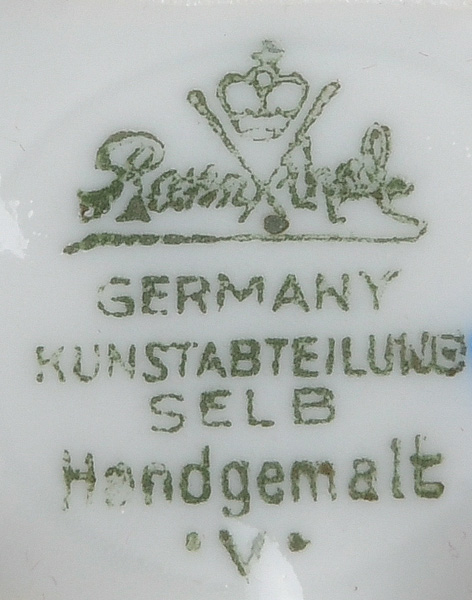 Rosenthal
GERMANY
KUNSTABTEILUNG
SELB
Handgemalt
· V ·